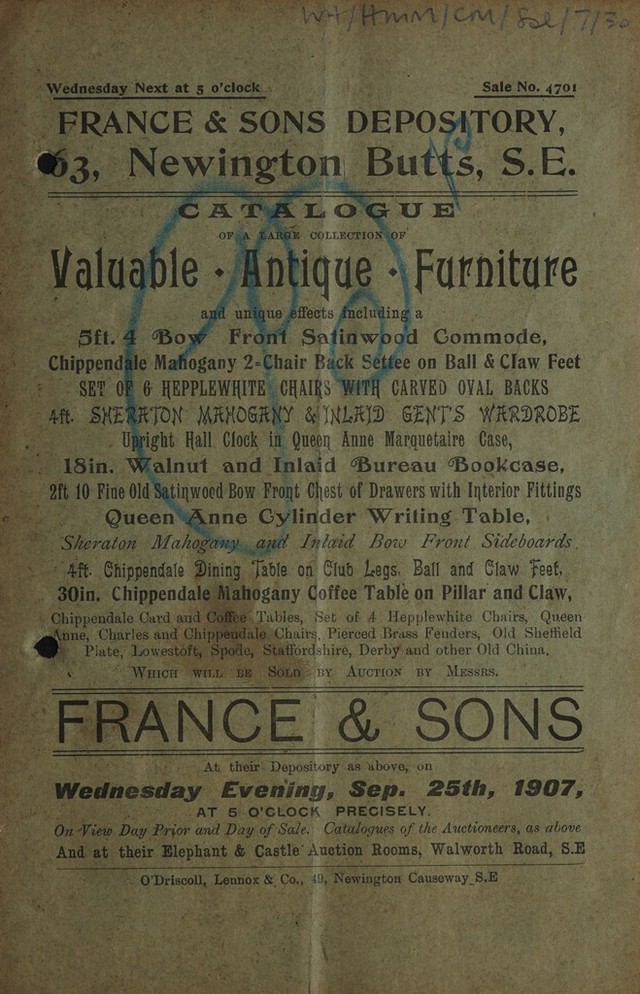 WH/HMM/CM/Sal/7/30
Wednesday Next at 5 o'clock Sale No. 4701
FRANCE & SONS DEPOSITORY,
63, Newington Butts, S.E.
CATALOGUE
OF A LARGE COLLECTION OF
Valuable · Antique · Furniture
and unique effects including a
5ft. 4 Bow Front Satinwood Commode,
Chippendale Mahogany 2-Chair Back Settee on Ball & Claw Feet
SET OF 6 HEPPLEWHITE CHAIRS WITH CARVED OVAL BACKS
4ft. SHERATON MAHOGANY & INLAID GENT'S WARDROBE
Upright Hall Clock in Queen Anne Marquetaire Case,
18in. Walnut and Inlaid Bureau Bookcase,
2ft 10 Fine Old Satinwood Bow Front Chest of Drawers with Interior Fittings
Queen Anne Cylinder Writing Table,
Sheraton Mahogany and Inlaid Bow Front Sideboards,
4ft. Chippendale Dining Table on Club Legs, Ball and Claw Feet,
30in. Chippendale Mahogany Coffee Table on Pillar and Claw,
Chippendale Card and Coffee Tables, Set of 4 Hepplewhite Chairs, Queen
Anne, Charles and Chippendale Chairs, Pierced Brass Fenders, Old Sheffield
Plate, Lowestoft, Spode, Staffordshire, Derby and other Old China,
WHICH WILL BE SOLD BY AUCTION BY MESSRS.
FRANCE & SONS
At their Depository as above, on
Wednesday Evening, Sep. 25th, 1907,
AT 5 O'CLOCK PRECISELY.
On View Day Prior and Day of Sale. Catalogues of the Auctioneers, as above
And at their Elephant & Castle Auction Rooms, Walworth Road, S.E
O'Driscoll, Lennox & Co., 49, Newington Causeway S.E